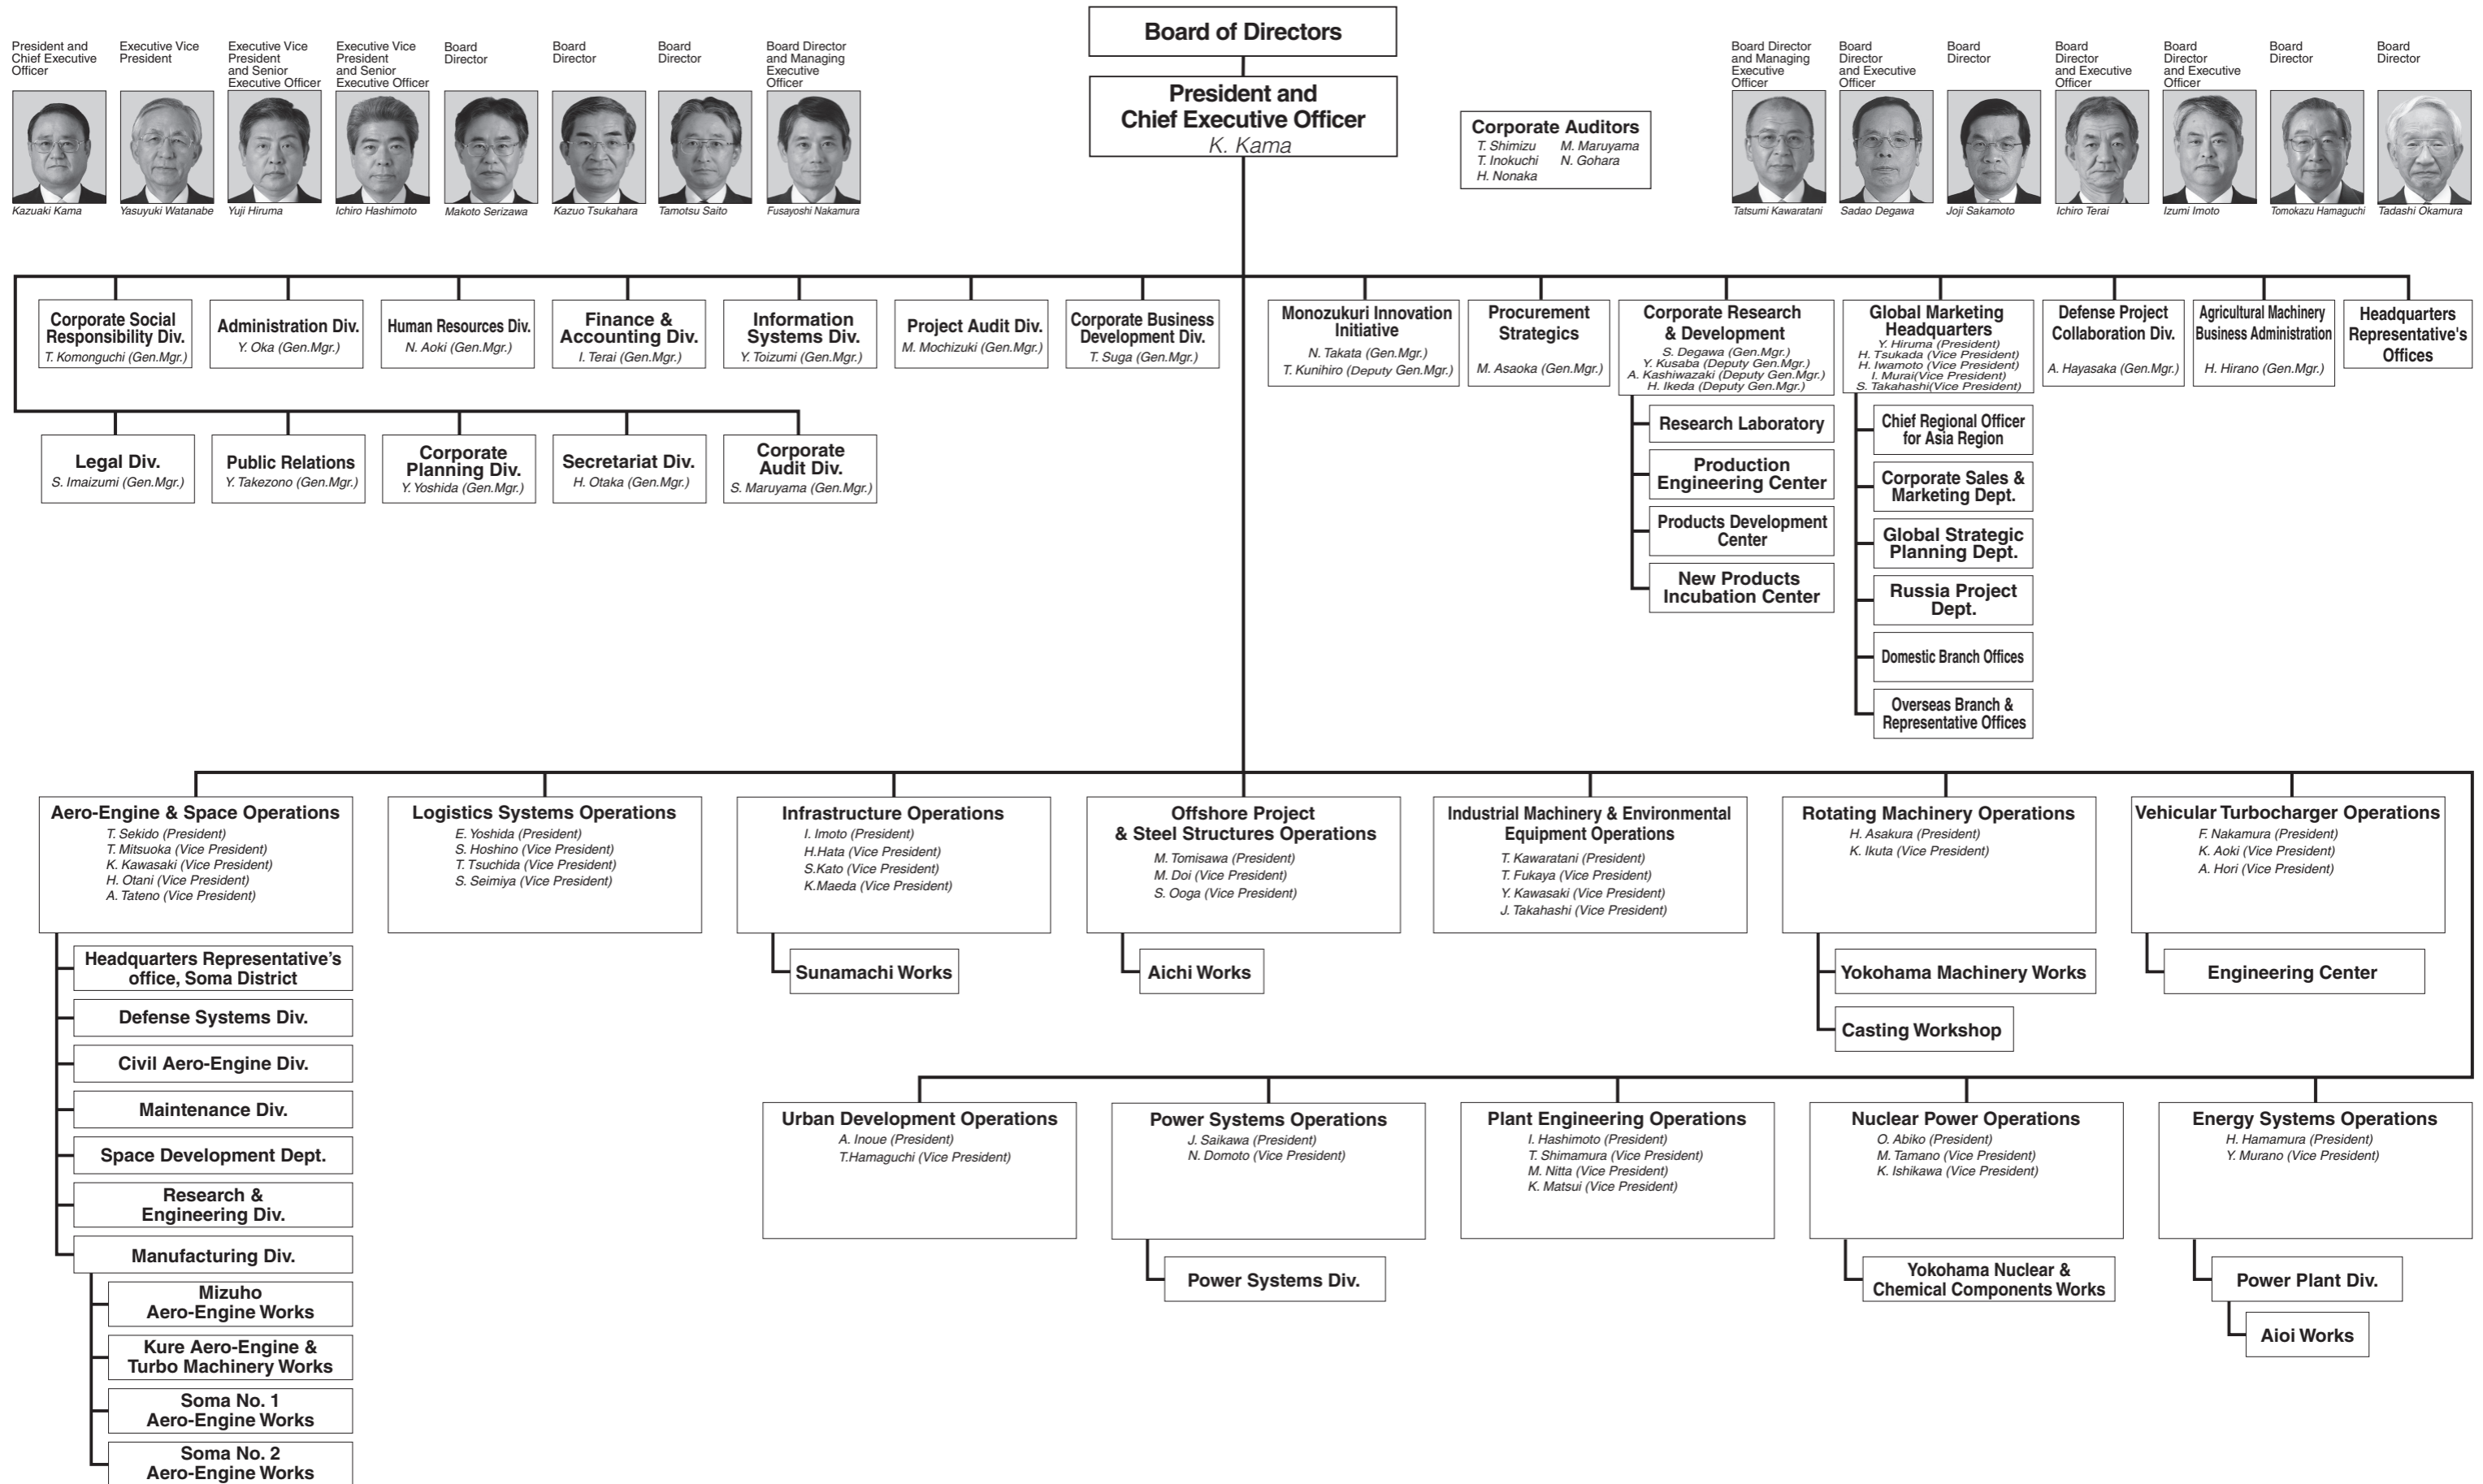 Board of Directors
President and
Chief Executive Officer
K. Kama
President and
Chief Executive
Officer
Kazuaki Kama
Executive Vice
President
Yasuyuki Watanabe
Executive Vice
President
and Senior
Executive Officer
Yuji Hiruma
Executive Vice
President
and Senior
Executive Officer
Ichiro Hashimoto
Board
Director
Makoto Serizawa
Board
Director
Kazuo Tsukahara
Board
Director
Tamotsu Saito
Board Director
and Managing
Executive
Officer
Fusayoshi Nakamura
Corporate Auditors
T. Shimizu M. Maruyama
T. Inokuchi N. Gohara
H. Nonaka
Board Director
and Managing
Executive
Officer
Tatsumi Kawaratani
Board
Director
and Executive
Officer
Sadao Degawa
Board
Director
Joji Sakamoto
Board
Director
and Executive
Officer
Ichiro Terai
Board
Director
and Executive
Officer
Izumi Imoto
Board
Director
Tomokazu Hamaguchi
Board
Director
Tadashi Okamura
Corporate Social
Responsibility Div.
T. Komonguchi (Gen.Mgr.)
Administration Div.
Y. Oka (Gen.Mgr.)
Human Resources Div.
N. Aoki (Gen.Mgr.)
Finance &
Accounting Div.
I. Terai (Gen.Mgr.)
Information
Systems Div.
Y. Toizumi (Gen.Mgr.)
Project Audit Div.
M. Mochizuki (Gen.Mgr.)
Corporate Business
Development Div.
T. Suga (Gen.Mgr.)
Monozukuri Innovation
Initiative
N. Takata (Gen.Mgr.)
T. Kunihiro (Deputy Gen.Mgr.)
Procurement
Strategics
M. Asaoka (Gen.Mgr.)
Corporate Research
& Development
S. Degawa (Gen.Mgr.)
Y. Kusaba (Deputy Gen.Mgr.)
A. Kashiwazaki (Deputy Gen.Mgr.)
H. Ikeda (Deputy Gen.Mgr.)
Research Laboratory
Production
Engineering Center
Products Development
Center
New Products
Incubation Center
Global Marketing
Headquarters
Y. Hiruma (President)
H. Tsukada (Vice President)
H. Iwamoto (Vice President)
I. Murai(Vice President)
S. Takahashi(Vice President)
Chief Regional Officer
for Asia Region
Corporate Sales &
Marketing Dept.
Global Strategic
Planning Dept.
Russia Project
Dept.
Domestic Branch Offices
Overseas Branch &
Representative Offices
Defense Project
Collaboration Div.
A. Hayasaka (Gen.Mgr.)
Agricultural Machinery
Business Administration
H. Hirano (Gen.Mgr.)
Headquarters
Representative's
Offices
Legal Div.
S. Imaizumi (Gen.Mgr.)
Public Relations
Y. Takezono (Gen.Mgr.)
Corporate
Planning Div.
Y. Yoshida (Gen.Mgr.)
Secretariat Div.
H. Otaka (Gen.Mgr.)
Corporate
Audit Div.
S. Maruyama (Gen.Mgr.)
Aero-Engine & Space Operations
T. Sekido (President)
T. Mitsuoka (Vice President)
K. Kawasaki (Vice President)
H. Otani (Vice President)
A. Tateno (Vice President)
Headquarters Representative’s
office, Soma District
Defense Systems Div.
Civil Aero-Engine Div.
Maintenance Div.
Space Development Dept.
Research &
Engineering Div.
Manufacturing Div.
Mizuho
Aero-Engine Works
Kure Aero-Engine &
Turbo Machinery Works
Soma No. 1
Aero-Engine Works
Soma No. 2
Aero-Engine Works
Logistics Systems Operations
E. Yoshida (President)
S. Hoshino (Vice President)
T. Tsuchida (Vice President)
S. Seimiya (Vice President)
Infrastructure Operations
I. Imoto (President)
H.Hata (Vice President)
S.Kato (Vice President)
K.Maeda (Vice President)
Sunamachi Works
Offshore Project
& Steel Structures Operations
M. Tomisawa (President)
M. Doi (Vice President)
S. Ooga (Vice President)
Aichi Works
Industrial Machinery & Environmental
Equipment Operations
T. Kawaratani (President)
T. Fukaya (Vice President)
Y. Kawasaki (Vice President)
J. Takahashi (Vice President)
Rotating Machinery Operations
H. Asakura (President)
K. Ikuta (Vice President)
Yokohama Machinery Works
Casting Workshop
Vehicular Turbocharger Operations
F. Nakamura (President)
K. Aoki (Vice President)
A. Hori (Vice President)
Engineering Center
Urban Development Operations
A. Inoue (President)
T.Hamaguchi (Vice President)
Power Systems Operations
J. Saikawa (President)
N. Domoto (Vice President)
Power Systems Div.
Plant Engineering Operations
I. Hashimoto (President)
T. Shimamura (Vice President)
M. Nitta (Vice President)
K. Matsui (Vice President)
Nuclear Power Operations
O. Abiko (President)
M. Tamano (Vice President)
K. Ishikawa (Vice President)
Yokohama Nuclear &
Chemical Components Works
Energy Systems Operations
H. Hamamura (President)
Y. Murano (Vice President)
Power Plant Div.
Aioi Works